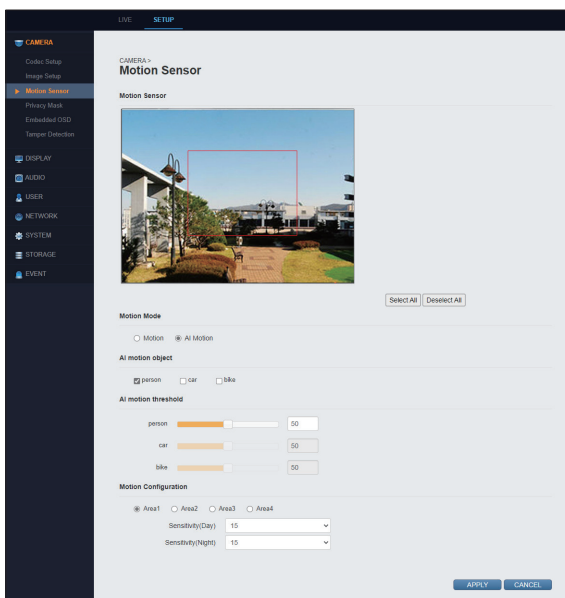 LIVE SETUP
CAMERA
Codec Setup
Image Setup
Motion Sensor
Privacy Mask
Embedded OSD
Tamper Detection
DISPLAY
AUDIO
USER
NETWORK
SYSTEM
STORAGE
EVENT
CAMERA >
Motion Sensor
Motion Sensor
Select All Deselect All
Motion Mode
Motion AI Motion
AI motion object
person car bike
AI motion threshold
person 50
car 50
bike 50
Motion Configuration
Area1 Area2 Area3 Area4
Sensitivity(Day) 15
Sensitivity(Night) 15
APPLY CANCEL